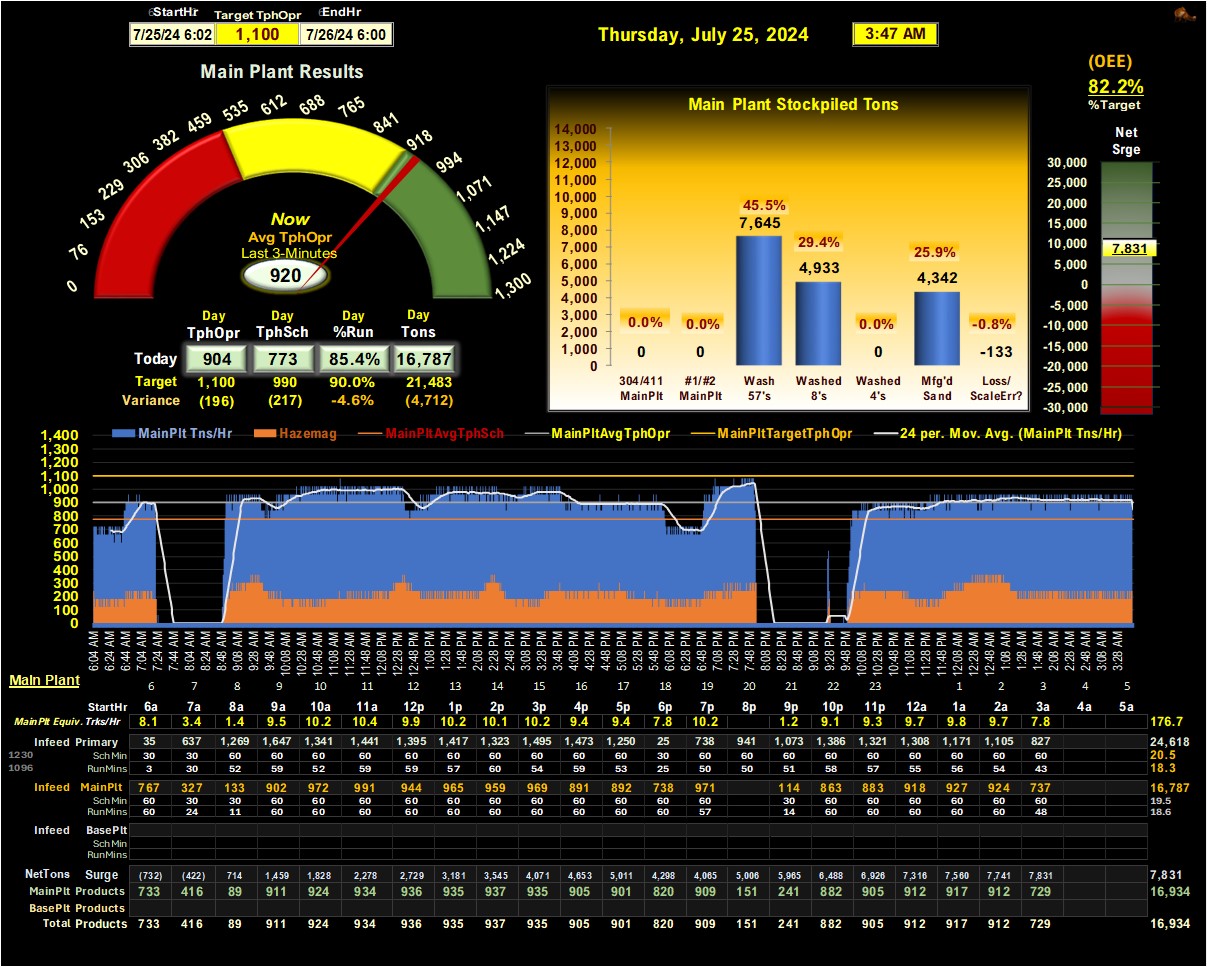 StartHr Target TphOpr EndHr
7/25/24 6:02 1,100 7/26/24 6:00
Thursday, July 25, 2024 3:47 AM
(OEE)
82.2%
%Target
Main Plant Results
0 76 153 229 306 382 459 535 612 688 765 841 918 994 1,071 1,147 1,224 1,300
Now
Avg TphOpr
Last 3-Minutes
920
Day Day Day Day
TphOpr TphSch %Run Tons
Today 904 773 85.4% 16,787
Target 1,100 990 90.0% 21,483
Variance (196) (217) -4.6% (4,712)
Main Plant Stockpiled Tons
14,000
13,000
12,000
11,000
10,000
9,000
8,000
7,000
6,000
5,000
4,000
3,000
2,000
1,000
0
0.0% 0.0% 45.5% 29.4% 0.0% 25.9% -0.8%
0 0 7,645 4,933 0 4,342 -133
304/411 #1/#2 Wash Washed Washed Mfg'd Loss/
MainPlt MainPlt 57's 8's 4's Sand ScaleErr?
Net
Srge
30,000
25,000
20,000
15,000
10,000
5,000
0
-5,000
-10,000
-15,000
-20,000
-25,000
-30,000
7,831
MainPlt Tns/Hr Hazemag MainPltAvgTphSch MainPltAvgTphOpr MainPltTargetTphOpr 24 per. Mov. Avg. (MainPlt Tns/Hr)
1,400
1,300
1,200
1,100
1,000
900
800
700
600
500
400
300
200
100
0
6:04 AM 6:24 AM 6:44 AM 7:04 AM 7:24 AM 7:44 AM 8:04 AM 8:24 AM 8:48 AM 9:08 AM 9:28 AM 9:48 AM 10:08 AM 10:28 AM 10:48 AM 11:08 AM 11:28 AM 11:48 AM 12:08 PM 12:28 PM 12:48 PM 1:08 PM 1:28 PM 1:48 PM 2:08 PM 2:28 PM 2:48 PM 3:08 PM 3:28 PM 3:48 PM 4:08 PM 4:28 PM 4:48 PM 5:08 PM 5:28 PM 5:48 PM 6:08 PM 6:28 PM 6:48 PM 7:08 PM 7:28 PM 7:48 PM 8:08 PM 8:28 PM 9:08 PM 9:28 PM 9:48 PM 10:08 PM 10:28 PM 10:48 PM 11:08 PM 11:28 PM 11:48 PM 12:08 AM 12:28 AM 12:48 AM 1:08 AM 1:28 AM 1:48 AM 2:08 AM 2:28 AM 2:48 AM 3:08 AM 3:28 AM
Main Plant
6 7 8 9 10 11 12 13 14 15 16 17 18 19 20 21 22 23 1 2 3 4 5
StartHr 6a 7a 8a 9a 10a 11a 12p 1p 2p 3p 4p 5p 6p 7p 8p 9p 10p 11p 12a 1a 2a 3a 4a 5a
MainPlt Equiv. Trks/Hr 8.1 3.4 1.4 9.5 10.2 10.4 9.9 10.2 10.1 10.2 9.4 9.4 7.8 10.2 1.2 9.1 9.3 9.7 9.8 9.7 7.8 176.7
Infeed Primary 35 637 1,269 1,647 1,341 1,441 1,395 1,417 1,323 1,495 1,473 1,250 25 738 941 1,073 1,386 1,321 1,308 1,171 1,105 827 24,618
1230 Sch Min 30 30 60 60 60 60 60 60 60 60 60 60 30 60 60 60 60 60 60 60 60 60 20.5
1096 RunMins 3 30 52 59 52 59 59 57 60 54 59 53 25 50 50 51 58 57 55 56 54 43 18.3
Infeed MainPlt 767 327 133 902 972 991 944 965 959 969 891 892 738 971 114 863 883 918 927 924 737 16,787
Sch Min 60 30 30 60 60 60 60 60 60 60 60 60 60 60 30 60 60 60 60 60 60 19.5
RunMins 60 24 11 60 60 60 60 60 60 60 60 60 60 57 14 60 60 60 60 60 48 18.6
Infeed BasePlt
Sch Min
RunMins
NetTons Surge (732) (422) 714 1,459 1,828 2,278 2,729 3,181 3,545 4,071 4,653 5,011 4,298 4,065 5,006 5,965 6,488 6,926 7,316 7,560 7,741 7,831 7,831
MainPlt Products 733 416 89 911 924 934 936 935 937 935 905 901 820 909 151 241 882 905 912 917 912 729 16,934
BasePlt Products
Total Products 733 416 89 911 924 934 936 935 937 935 905 901 820 909 151 241 882 905 912 917 912 729 16,934